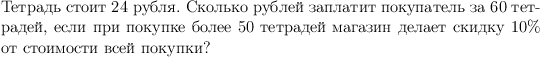 Тетрадь стоит 24 рубля. Сколько рублей заплатит покупатель за 60 тет-
радей, если при покупке более 50 тетрадей магазин делает скидку 10%
от стоимости всей покупки?